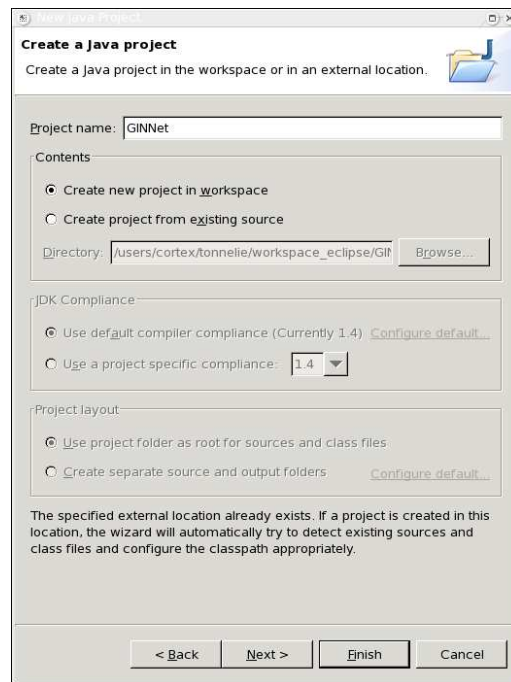 New Java Project
Create a Java project
Create a Java project in the workspace or in an external location.
Project name: GINNet
Contents
Create new project in workspace
Create project from existing source
Directory: /users/cortex/tonnelie/workspace_eclipse/GIN Browse...
JDK Compliance
Use default compiler compliance (Currently 1.4) Configure default...
Use a project specific compliance: 1.4
Project layout
Use project folder as root for sources and class files
Create separate source and output folders Configure default...
The specified external location already exists. If a project is created in this
location, the wizard will automatically try to detect existing sources and
class files and configure the classpath appropriately.
< Back Next > Finish Cancel